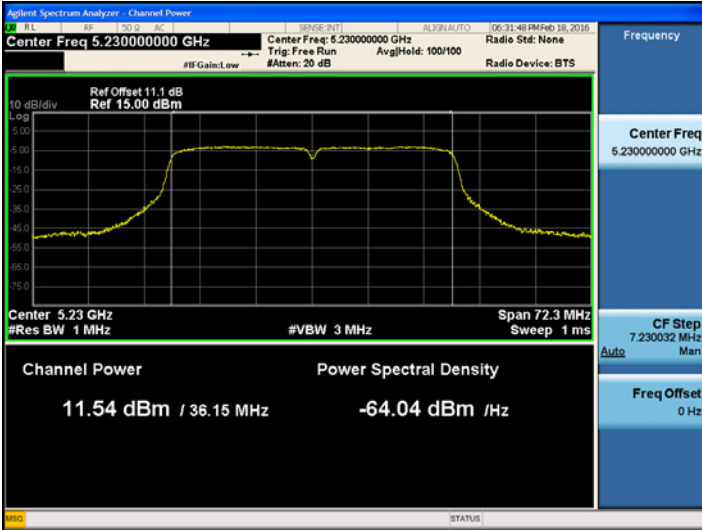 Agilent Spectrum Analyzer - Channel Power
RL RF 50 Ω AC SENSE:INT ALIGN AUTO 06:31:48 PM Feb 18, 2016
Center Freq 5.230000000 GHz
Center Freq: 5.230000000 GHz
Radio Std: None
Trig: Free Run Avg|Hold: 100/100
#IFGain:Low #Atten: 20 dB Radio Device: BTS
Ref Offset 11.1 dB
10 dB/div Ref 15.00 dBm
Log
5.00
-5.00
-15.0
-25.0
-35.0
-45.0
-55.0
-65.0
-75.0
Center 5.23 GHz Span 72.3 MHz
#Res BW 1 MHz #VBW 3 MHz Sweep 1 ms
Channel Power Power Spectral Density
11.54 dBm / 36.15 MHz -64.04 dBm /Hz
Frequency
Center Freq
5.230000000 GHz
CF Step
7.230032 MHz
Auto Man
Freq Offset
0 Hz
MSG STATUS